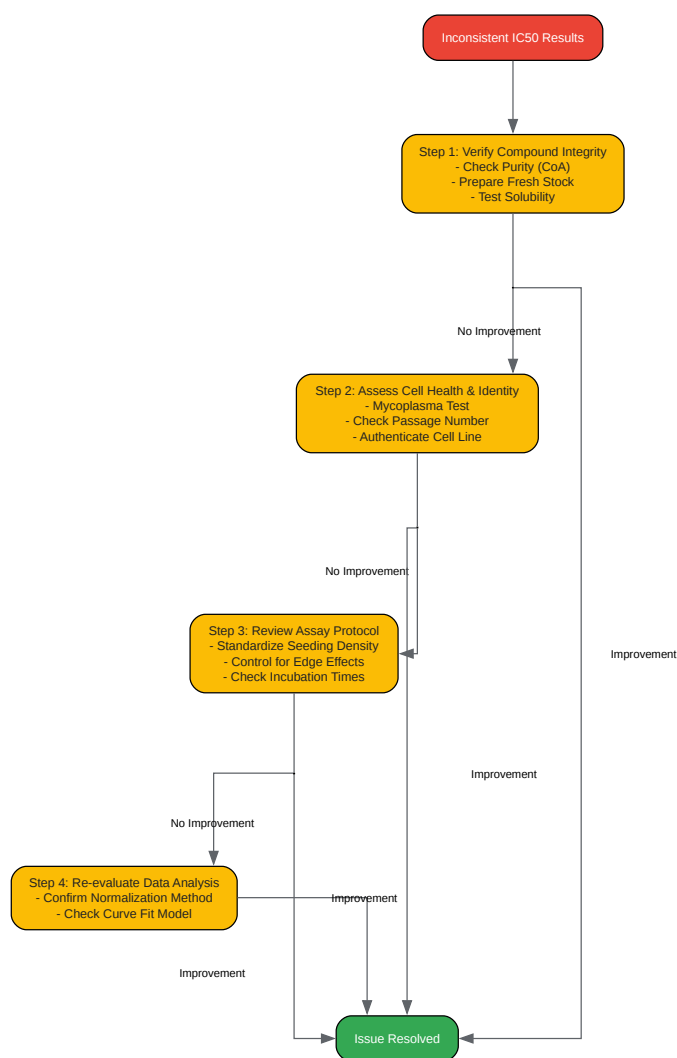 Inconsistent IC50 Results
Step 1: Verify Compound Integrity
- Check Purity (CoA)
- Prepare Fresh Stock
- Test Solubility
No Improvement
Step 2: Assess Cell Health & Identity
- Mycoplasma Test
- Check Passage Number
- Authenticate Cell Line
No Improvement
Step 3: Review Assay Protocol
- Standardize Seeding Density
- Control for Edge Effects
- Check Incubation Times
Improvement
Improvement
No Improvement
Step 4: Re-evaluate Data Analysis
- Confirm Normalization Method
- Check Curve Fit Model
Improvement
Improvement
Issue Resolved